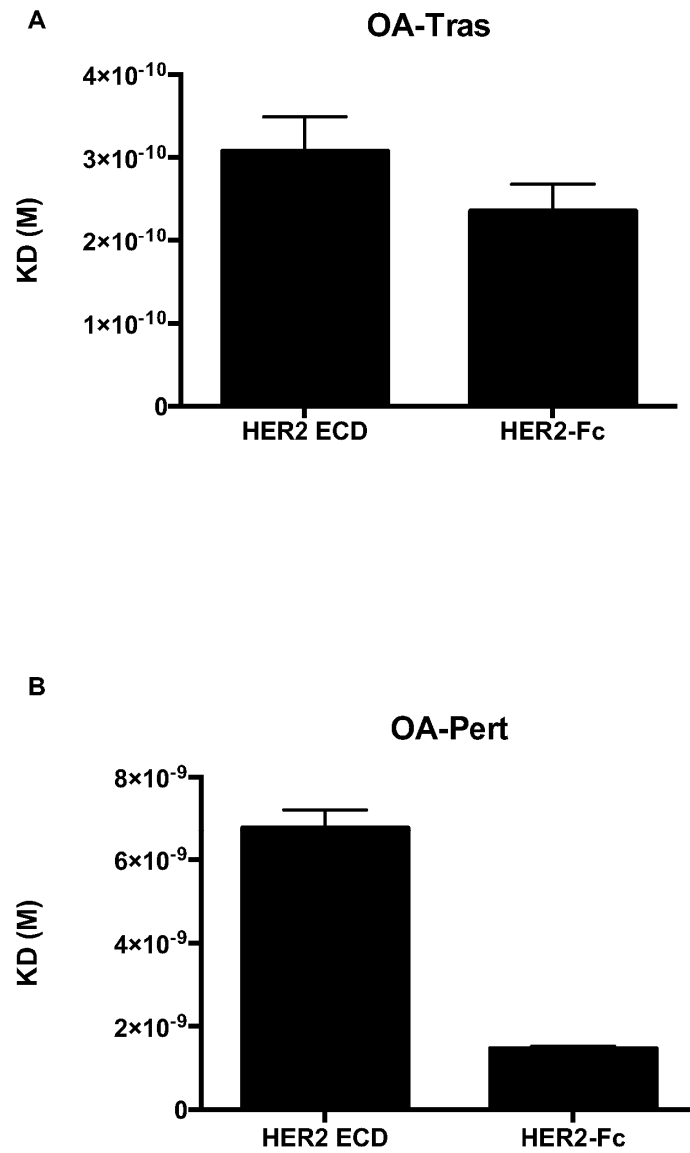 A
OA-Tras
4×10⁻¹⁰
3×10⁻¹⁰
2×10⁻¹⁰
1×10⁻¹⁰
0
KD (M)
HER2 ECD HER2-Fc
B
OA-Pert
8×10⁻⁹
6×10⁻⁹
4×10⁻⁹
2×10⁻⁹
0
KD (M)
HER2 ECD HER2-Fc